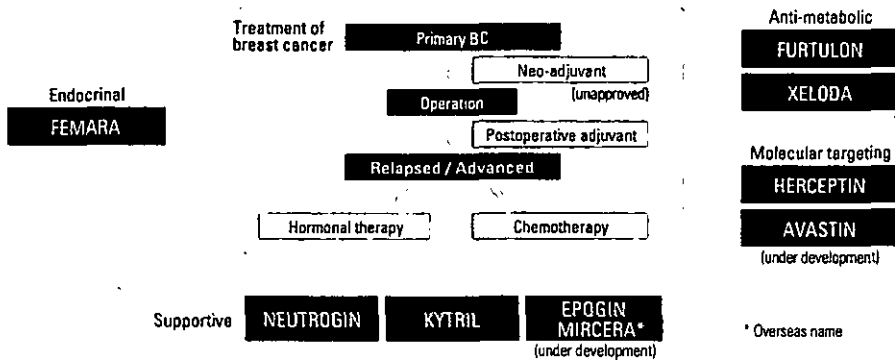 Treatment of
breast cancer
Primary BC
Neo-adjuvant
(unapproved)
Operation
Postoperative adjuvant
Relapsed / Advanced
Hormonal therapy
Chemotherapy
Endocrinal
FEMARA
Anti-metabolic
FURTULON
XELODA
Molecular targeting
HERCEPTIN
AVASTIN
(under development)
Supportive
NEUTROGIN
KYTRIL
EPOGIN
MIRCERA*
(under development)
* Overseas name